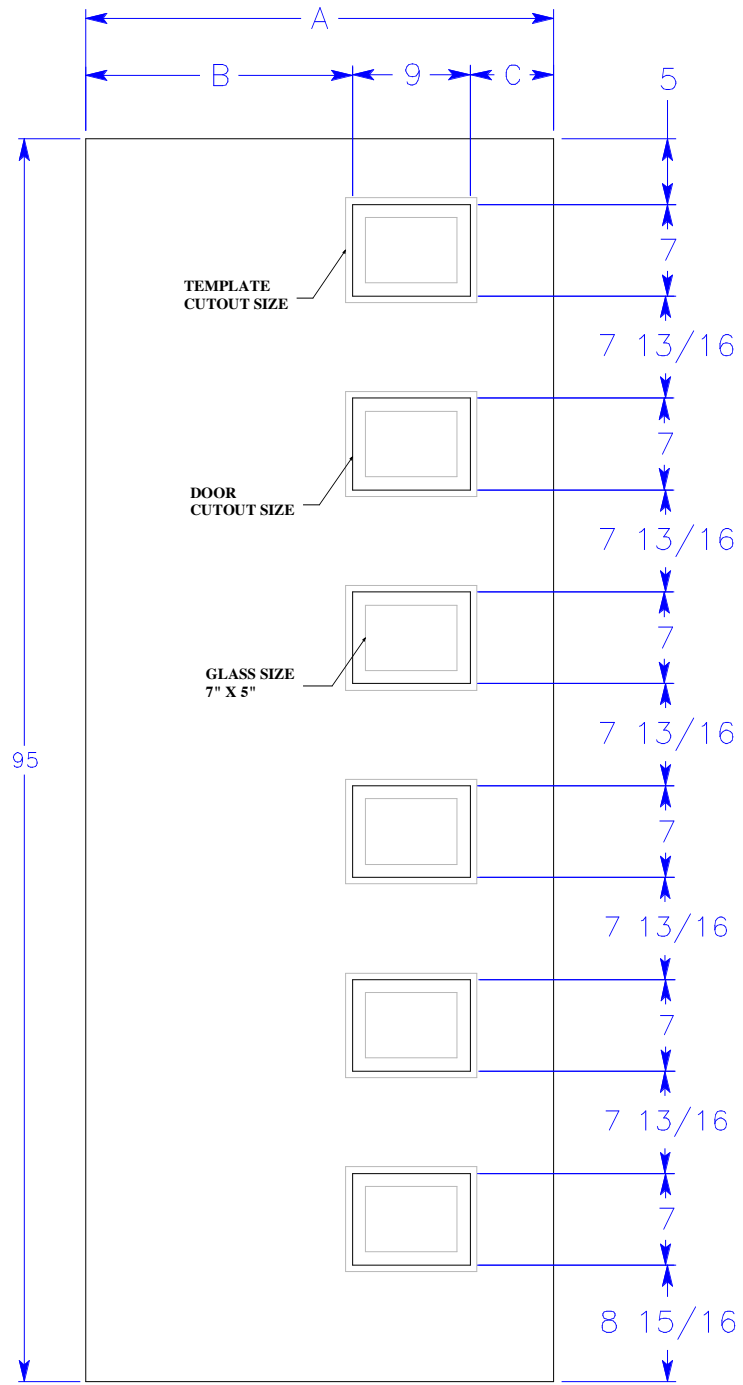 A
B 9 C 5
7
TEMPLATE
CUTOUT SIZE
7 13/16
7
DOOR
CUTOUT SIZE
7 13/16
7
GLASS SIZE
7" X 5"
7 13/16
95
7
7 13/16
7
7 13/16
7
8 15/16